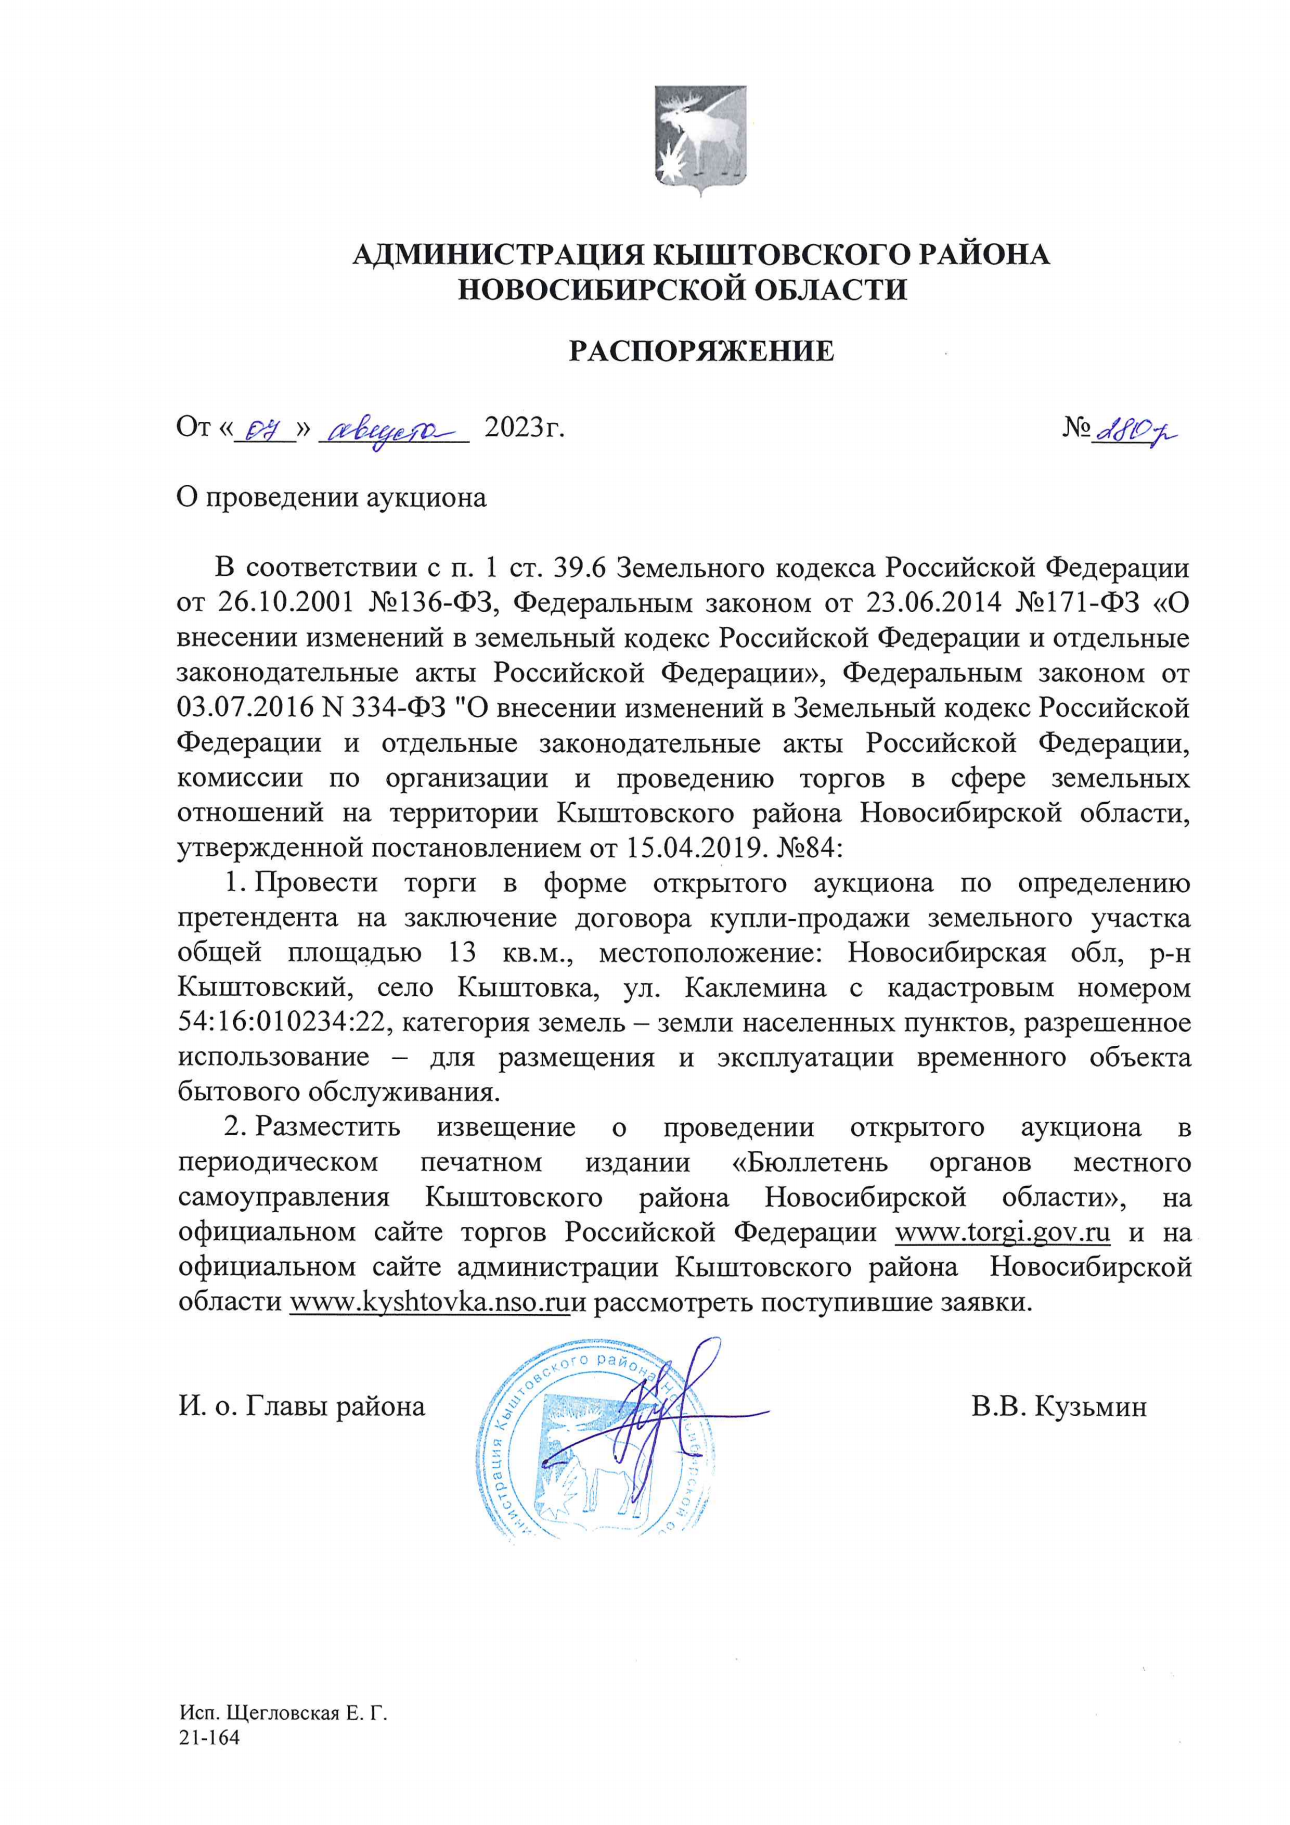 АДМИНИСТРАЦИЯ КЫШТОВСКОГО РАЙОНА
НОВОСИБИРСКОЙ ОБЛАСТИ
РАСПОРЯЖЕНИЕ
От «07» августа 2023г. №280р
О проведении аукциона
В соответствии с п. 1 ст. 39.6 Земельного кодекса Российской Федерации
от 26.10.2001 №136-ФЗ, Федеральным законом от 23.06.2014 №171-ФЗ «О
внесении изменений в земельный кодекс Российской Федерации и отдельные
законодательные акты Российской Федерации», Федеральным законом от
03.07.2016 N 334-ФЗ "О внесении изменений в Земельный кодекс Российской
Федерации и отдельные законодательные акты Российской Федерации,
комиссии по организации и проведению торгов в сфере земельных
отношений на территории Кыштовского района Новосибирской области,
утвержденной постановлением от 15.04.2019. №84:
1. Провести торги в форме открытого аукциона по определению
претендента на заключение договора купли-продажи земельного участка
общей площадью 13 кв.м., местоположение: Новосибирская обл, р-н
Кыштовский, село Кыштовка, ул. Каклемина с кадастровым номером
54:16:010234:22, категория земель – земли населенных пунктов, разрешенное
использование – для размещения и эксплуатации временного объекта
бытового обслуживания.
2. Разместить извещение о проведении открытого аукциона в
периодическом печатном издании «Бюллетень органов местного
самоуправления Кыштовского района Новосибирской области», на
официальном сайте торгов Российской Федерации www.torgi.gov.ru и на
официальном сайте администрации Кыштовского района Новосибирской
области www.kyshtovka.nso.ruи рассмотреть поступившие заявки.
И. о. Главы района В.В. Кузьмин
Кыштовского района
Исп. Щегловская Е. Г.
21-164